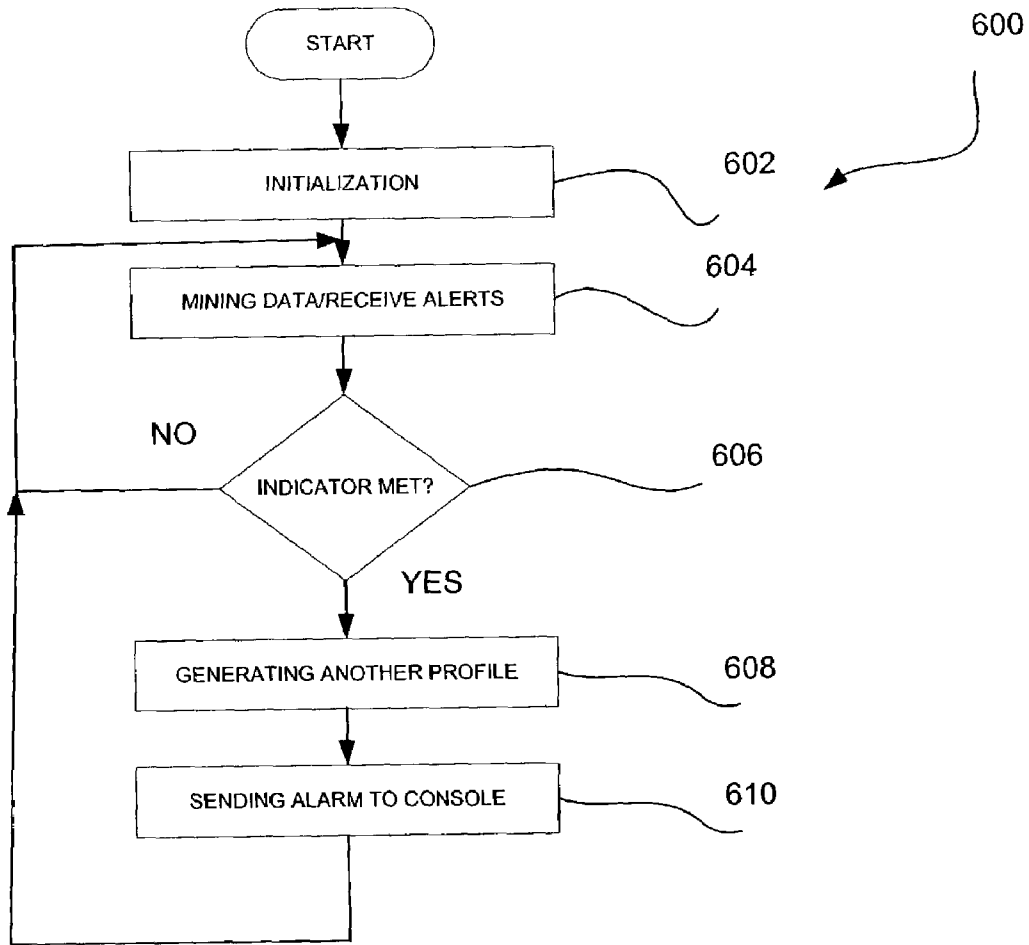 600
START
INITIALIZATION
602
MINING DATA/RECEIVE ALERTS
604
NO
INDICATOR MET?
606
YES
GENERATING ANOTHER PROFILE
608
SENDING ALARM TO CONSOLE
610